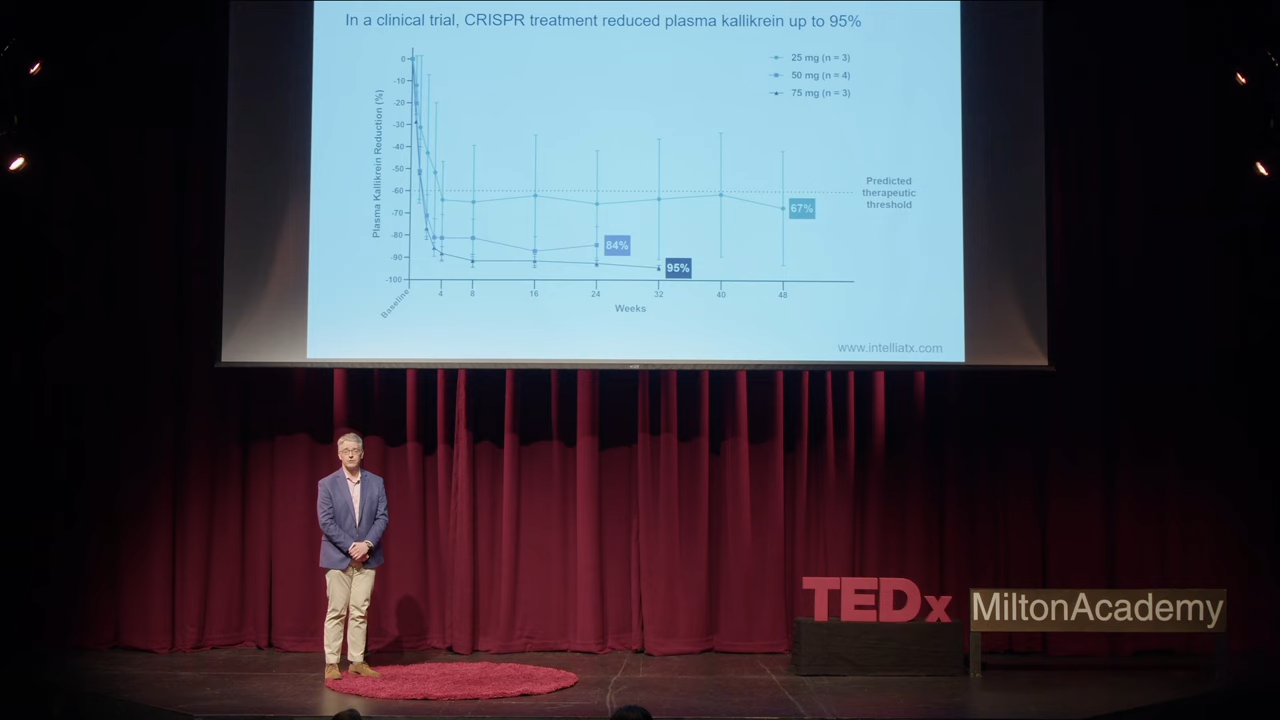 In a clinical trial, CRISPR treatment reduced plasma kallikrein up to 95%
25 mg (n = 3)
50 mg (n = 4)
75 mg (n = 3)
Plasma Kallikrein Reduction (%)
0
-10
-20
-30
-40
-50
-60
-70
-80
-90
-100
Predicted
therapeutic
threshold
67%
84%
95%
Baseline
4
8
16
24
32
40
48
Weeks
www.intelliatx.com
TEDx
MiltonAcademy